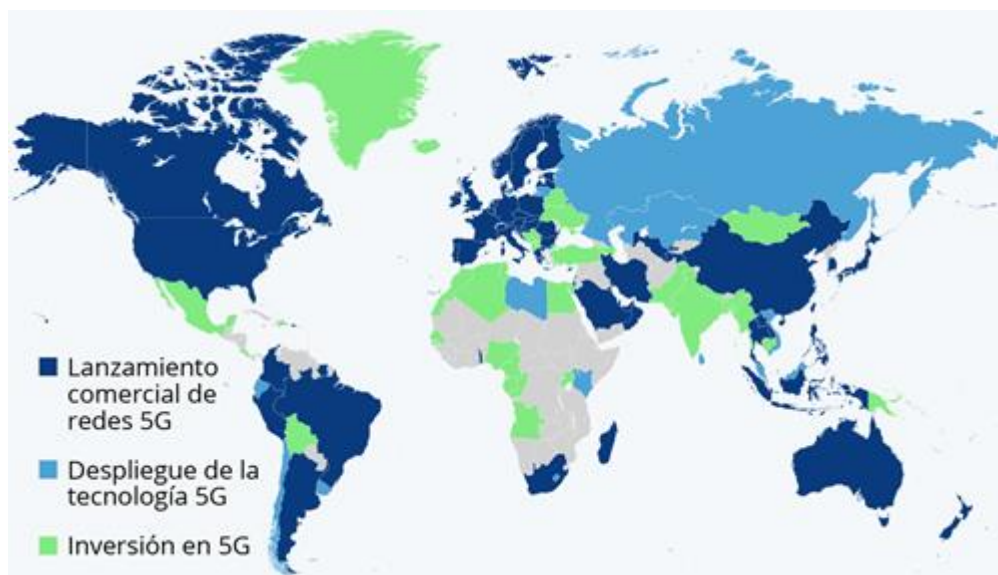 Lanzamiento
comercial de
redes 5G
Despliegue de la
tecnología 5G
Inversión en 5G